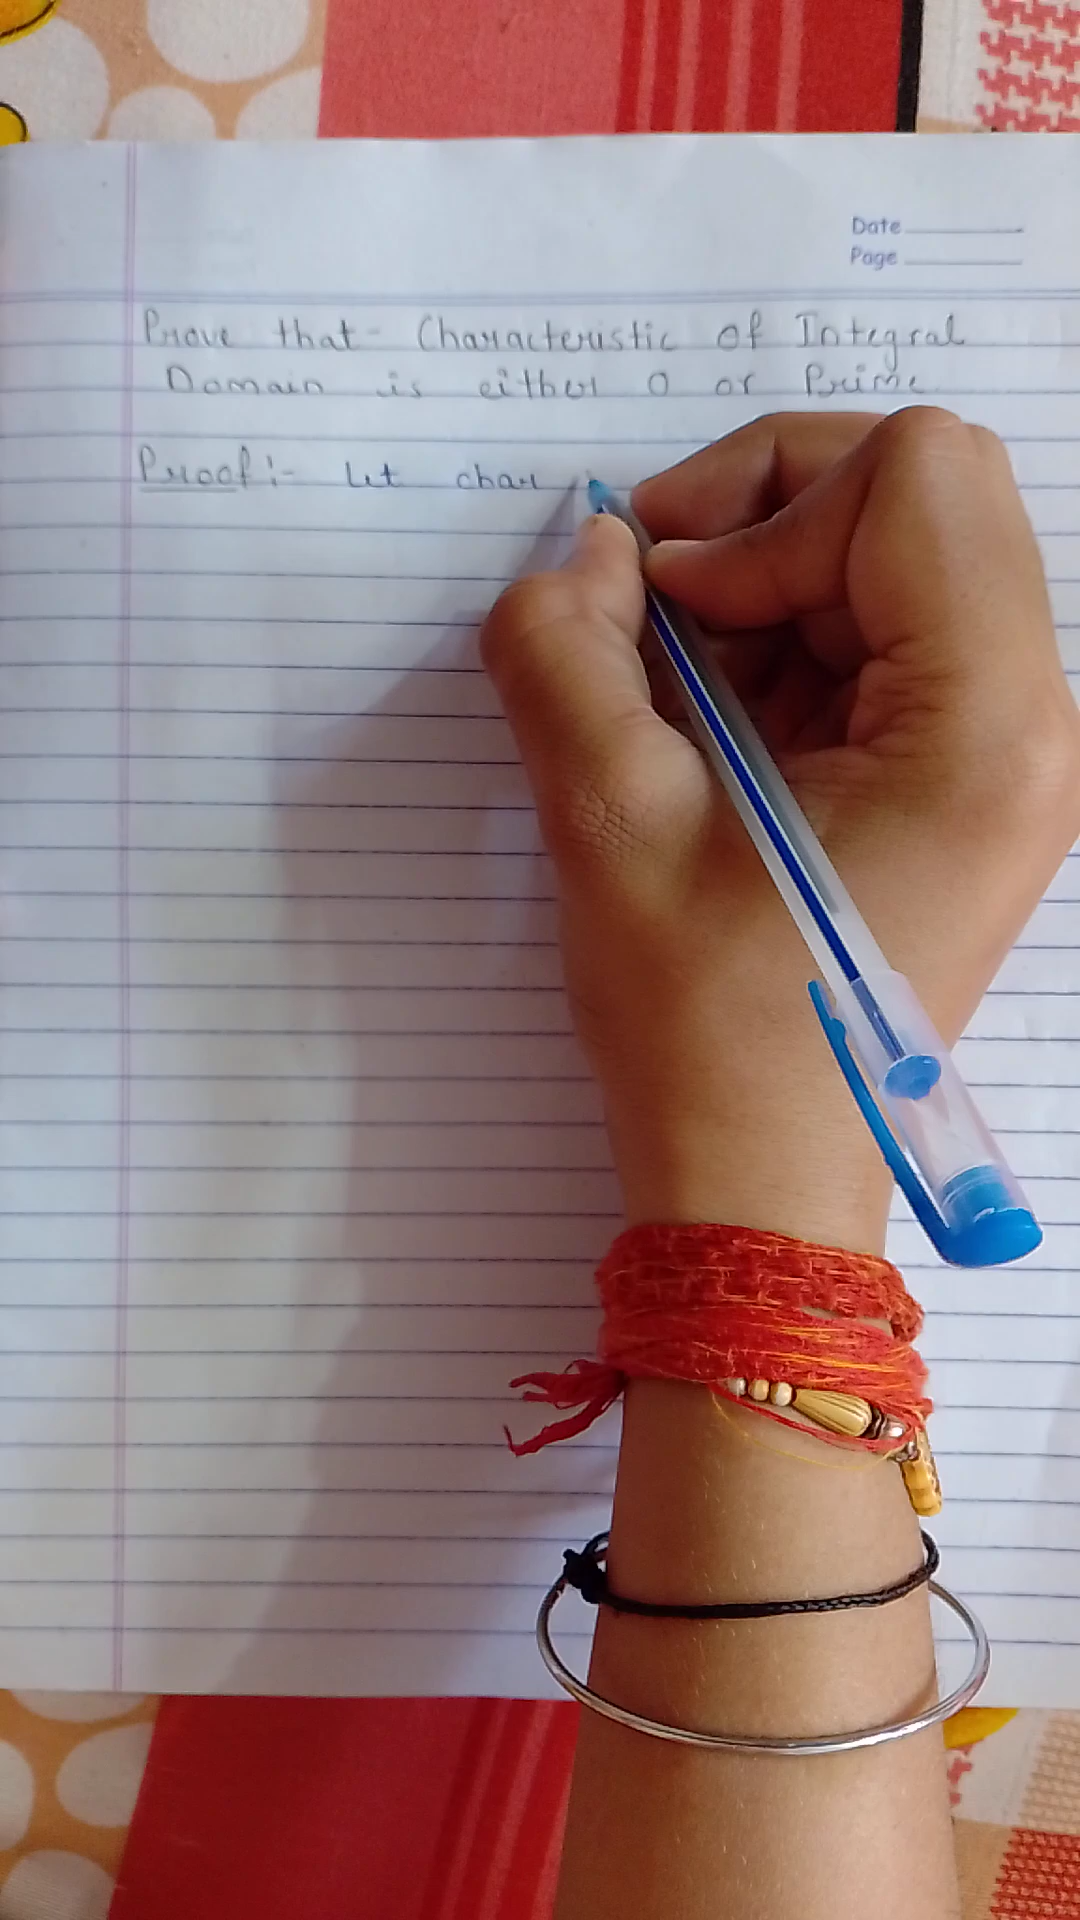 Date
Page
Prove that - Characteristic of Integral
Domain is either 0 or Prime
Proof :- let char